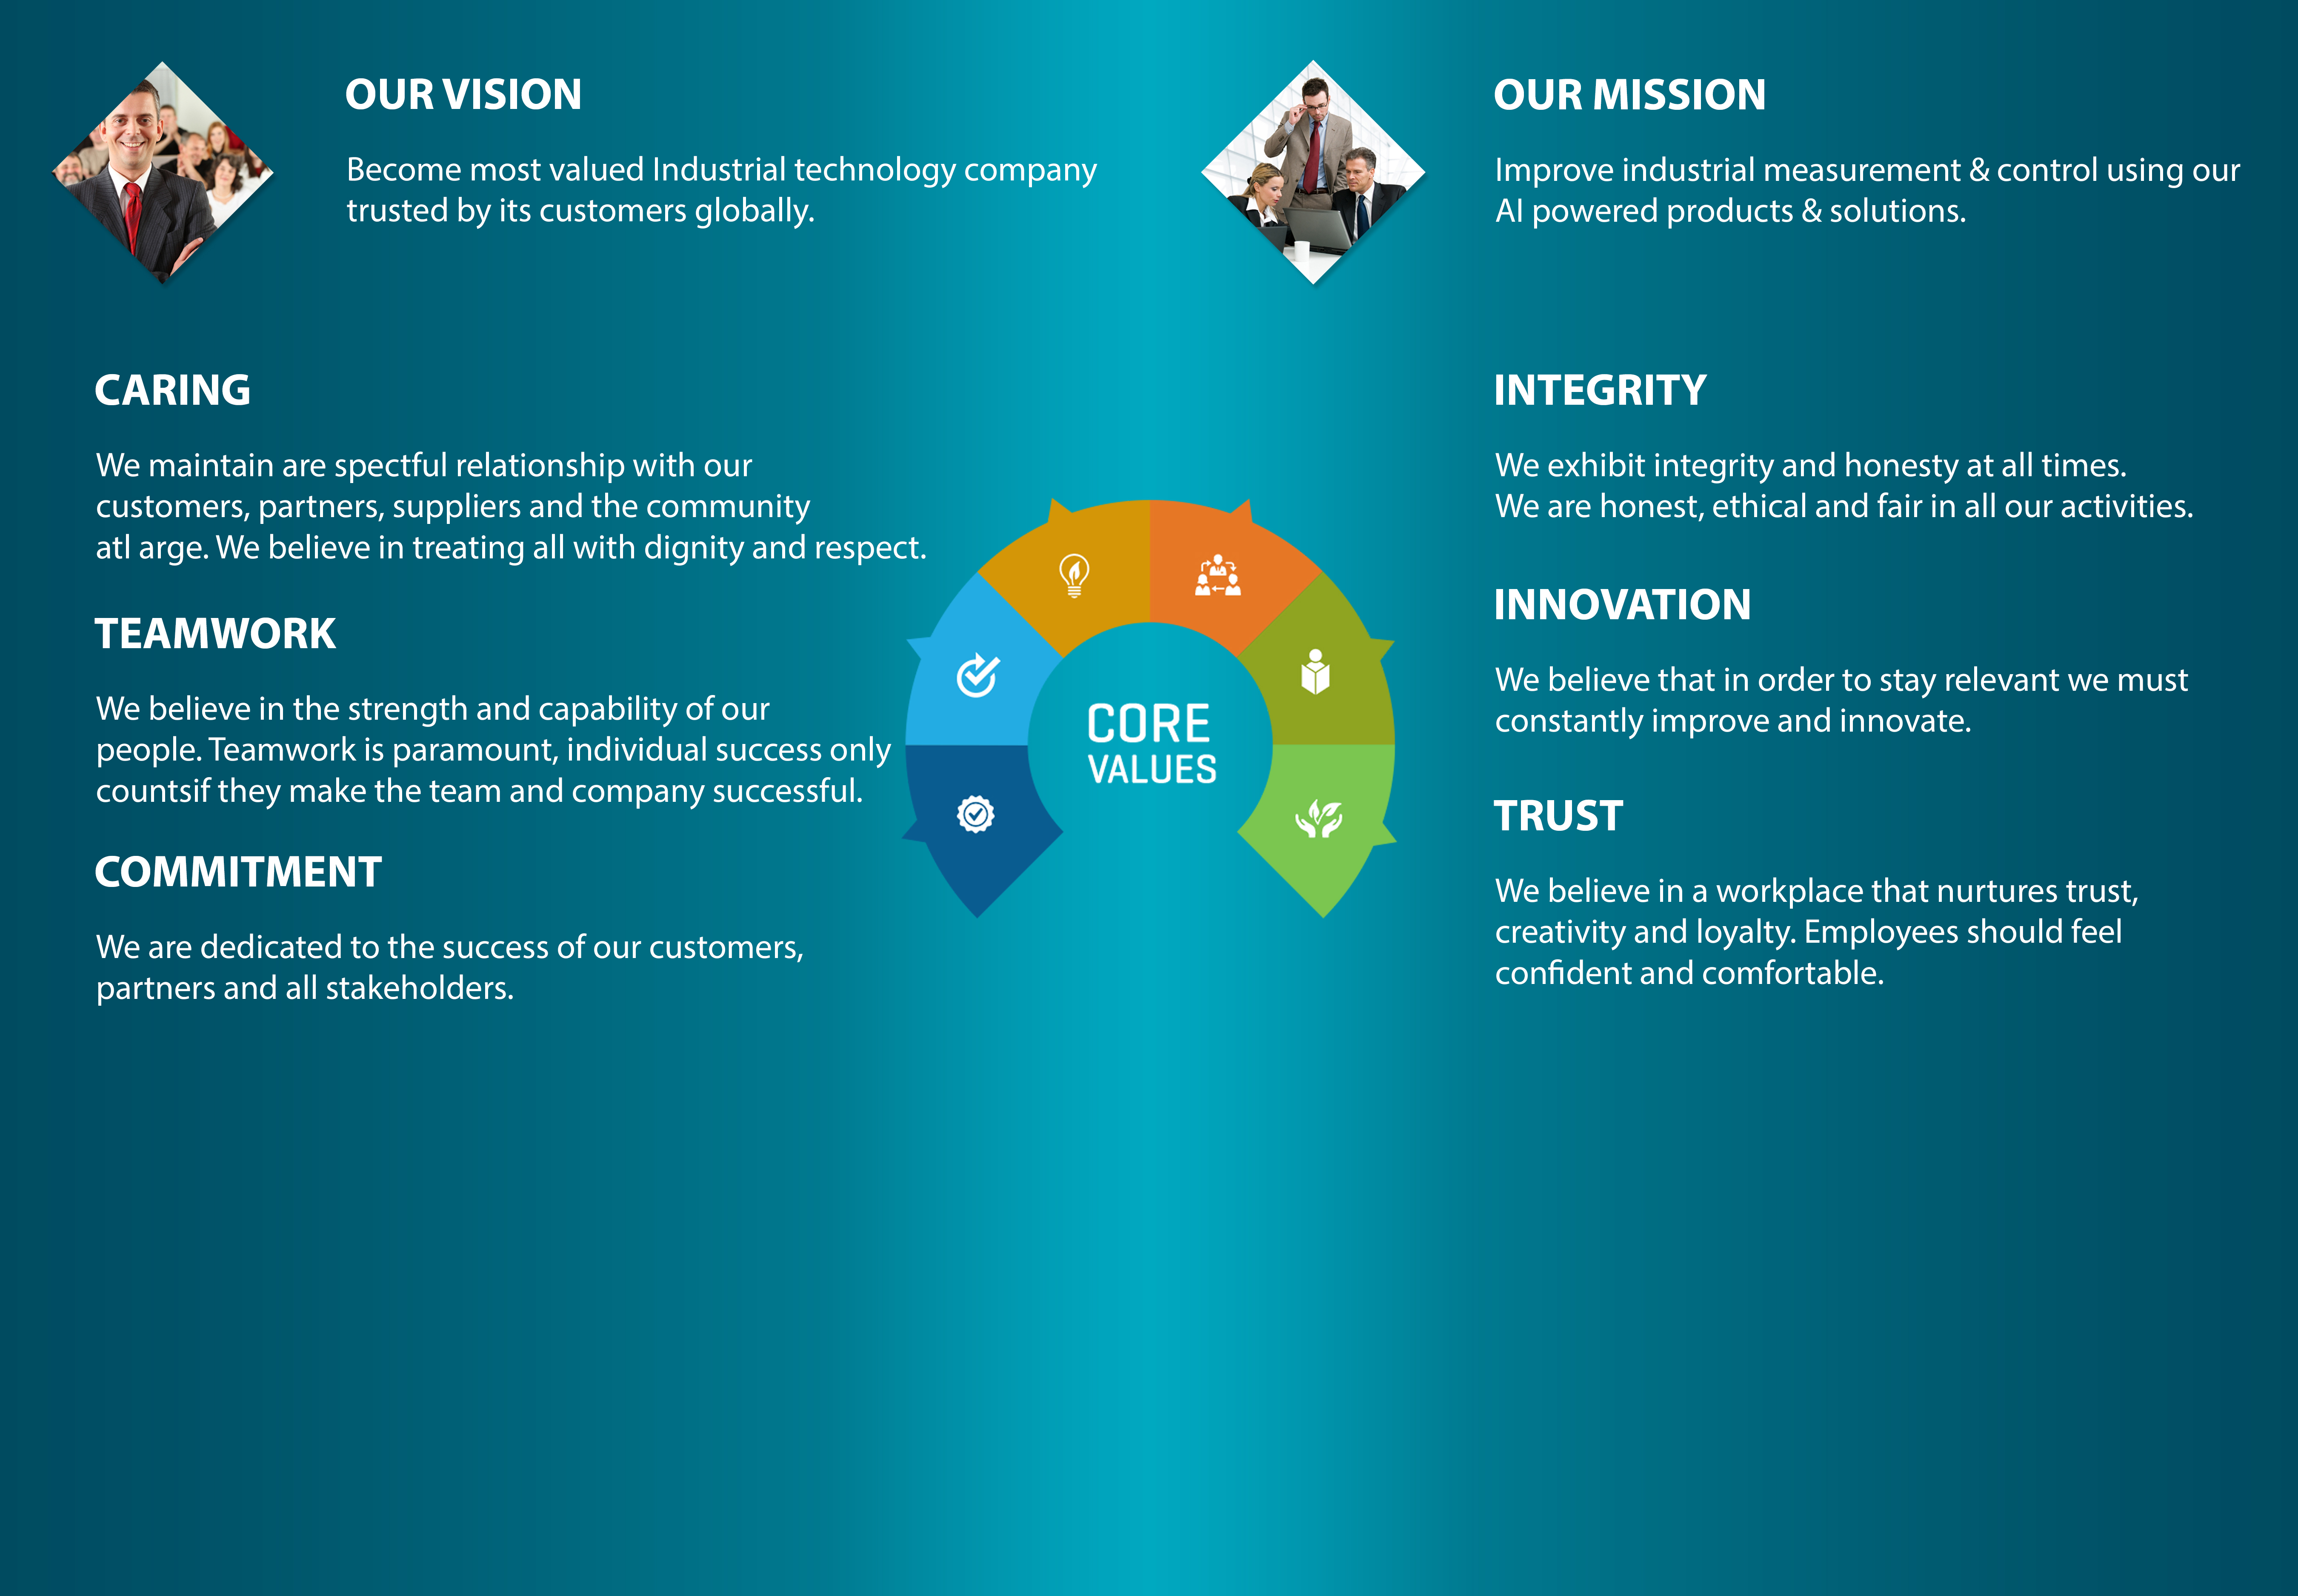 OUR VISION
Become most valued Industrial technology company
trusted by its customers globally.
OUR MISSION
Improve industrial measurement & control using our
AI powered products & solutions.
CARING
We maintain are spectful relationship with our
customers, partners, suppliers and the community
atl arge. We believe in treating all with dignity and respect.
TEAMWORK
We believe in the strength and capability of our
people. Teamwork is paramount, individual success only
countsif they make the team and company successful.
COMMITMENT
We are dedicated to the success of our customers,
partners and all stakeholders.
CORE
VALUES
INTEGRITY
We exhibit integrity and honesty at all times.
We are honest, ethical and fair in all our activities.
INNOVATION
We believe that in order to stay relevant we must
constantly improve and innovate.
TRUST
We believe in a workplace that nurtures trust,
creativity and loyalty. Employees should feel
confident and comfortable.